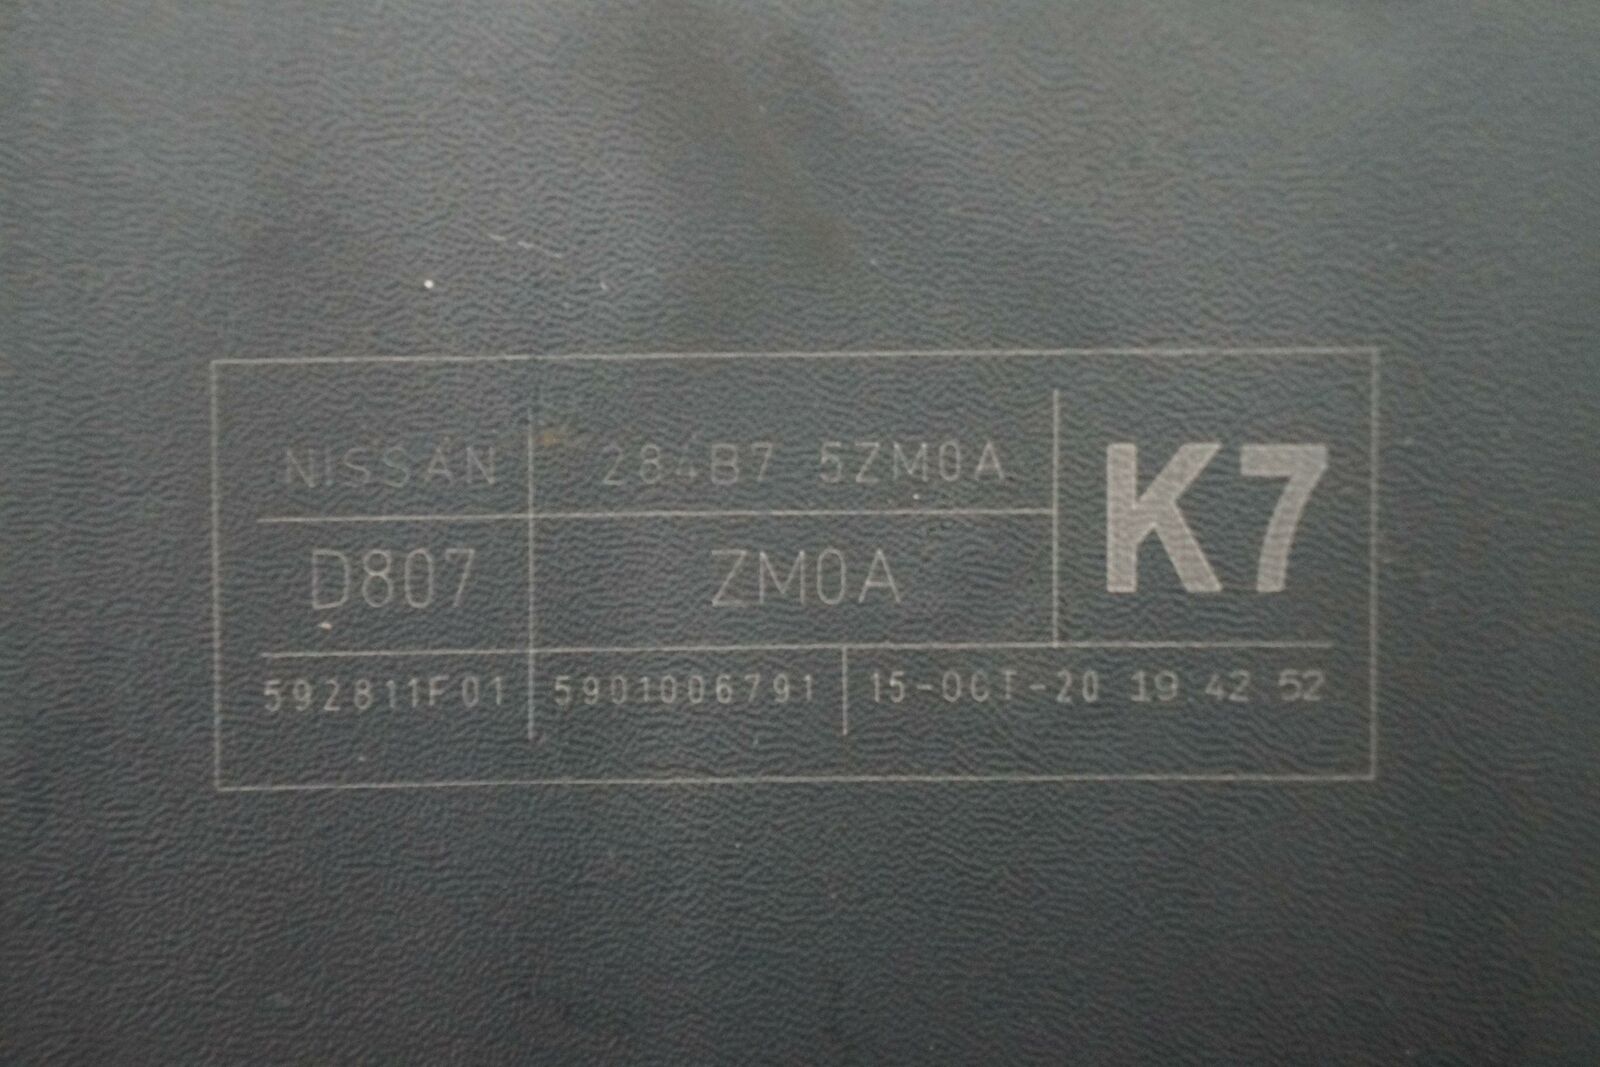 NISSAN 284B7 5ZM0A K7
D807 ZM0A
592811F01 5901006791 15-OCT-20 19 42 52